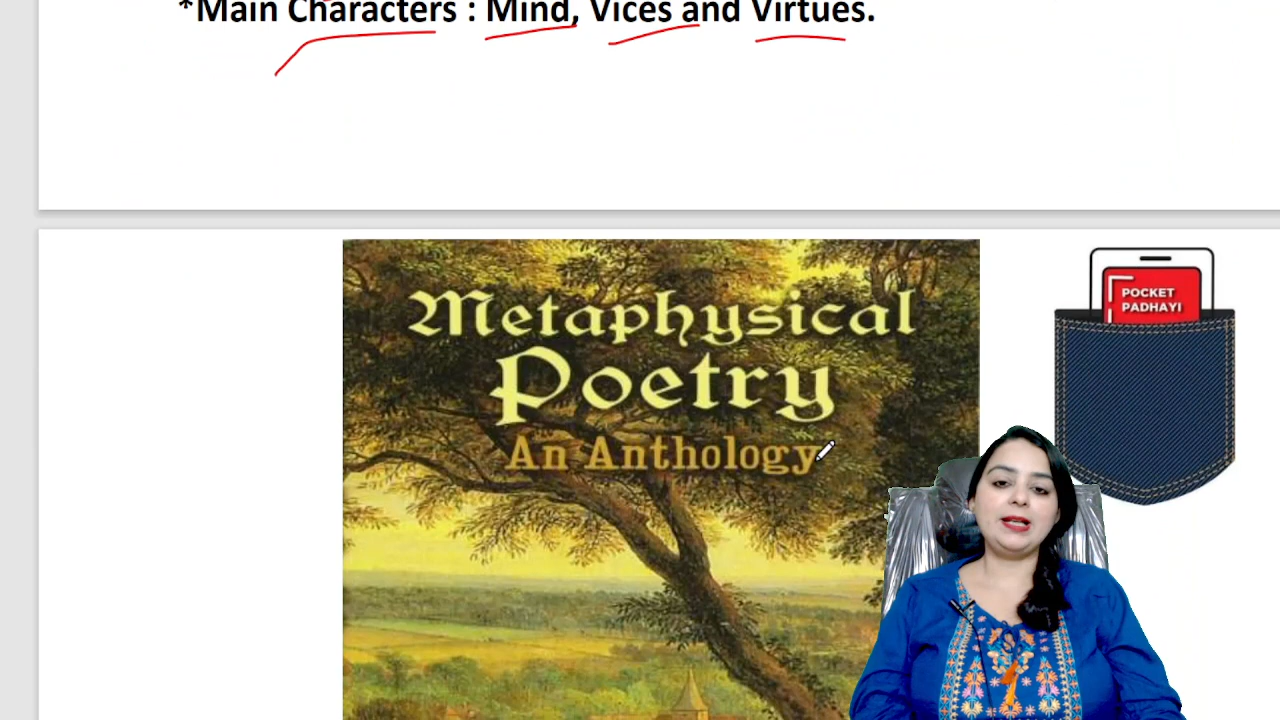 *Main Characters : Mind, Vices and Virtues.
Metaphysical
Poetry
An Anthology
POCKET
PADHAYI